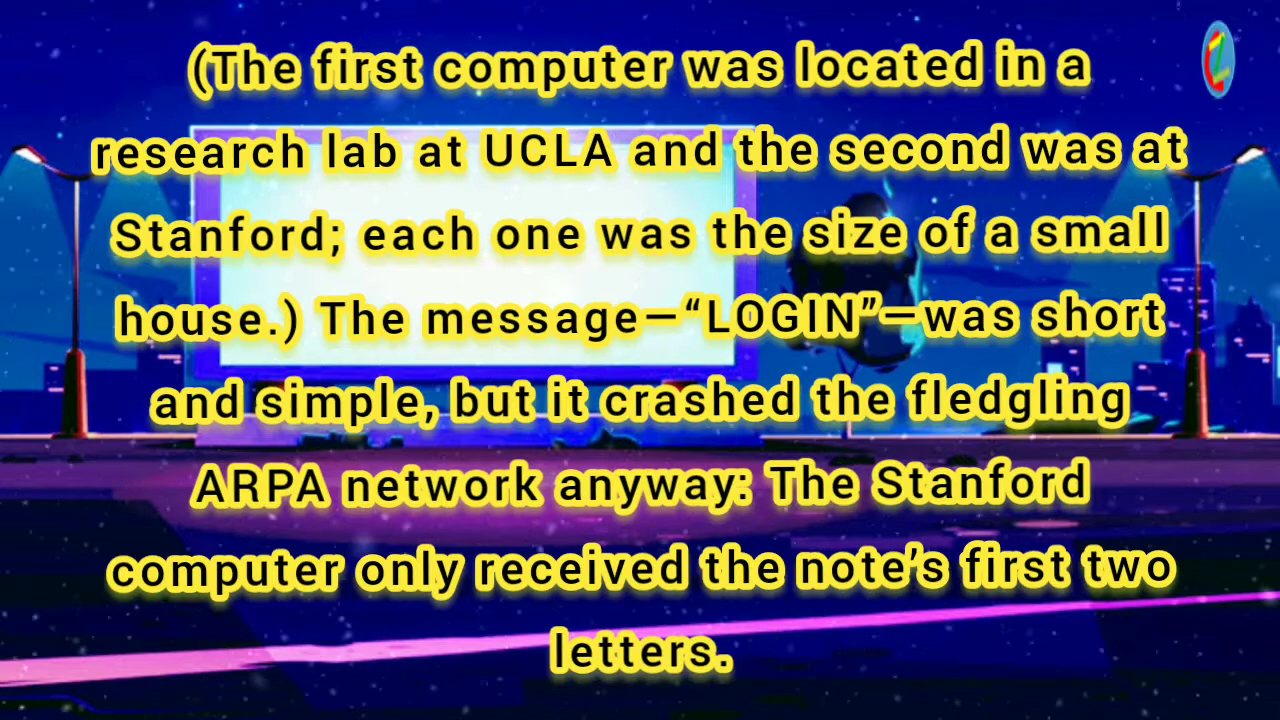 (The first computer was located in a
research lab at UCLA and the second was at
Stanford; each one was the size of a small
house.) The message—“LOGIN”—was short
and simple, but it crashed the fledgling
ARPA network anyway: The Stanford
computer only received the note’s first two
letters.